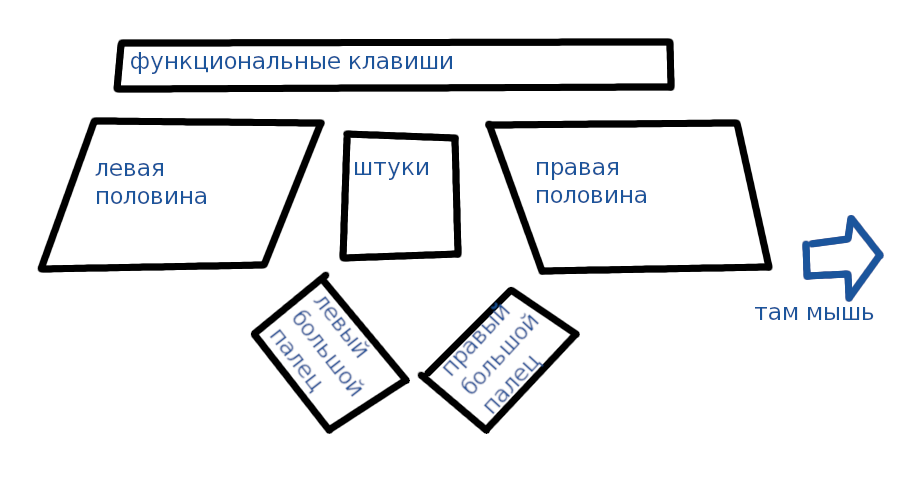 функциональные клавиши
левая
половина
штуки
правая
половина
там мышь
левый
большой
палец
правый
большой
палец